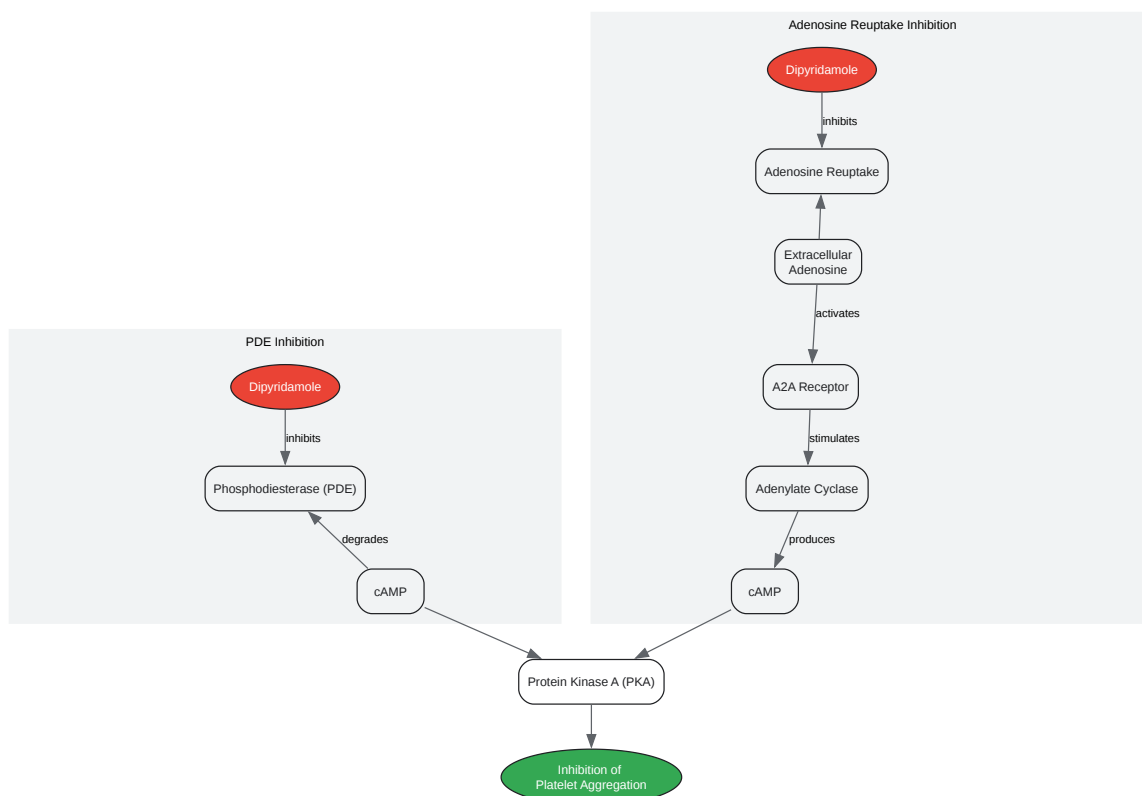 Adenosine Reuptake Inhibition
Dipyridamole
inhibits
Adenosine Reuptake
Extracellular
Adenosine
activates
PDE Inhibition
Dipyridamole
A2A Receptor
inhibits
stimulates
Phosphodiesterase (PDE)
Adenylate Cyclase
degrades
produces
cAMP
cAMP
Protein Kinase A (PKA)
Inhibition of
Platelet Aggregation